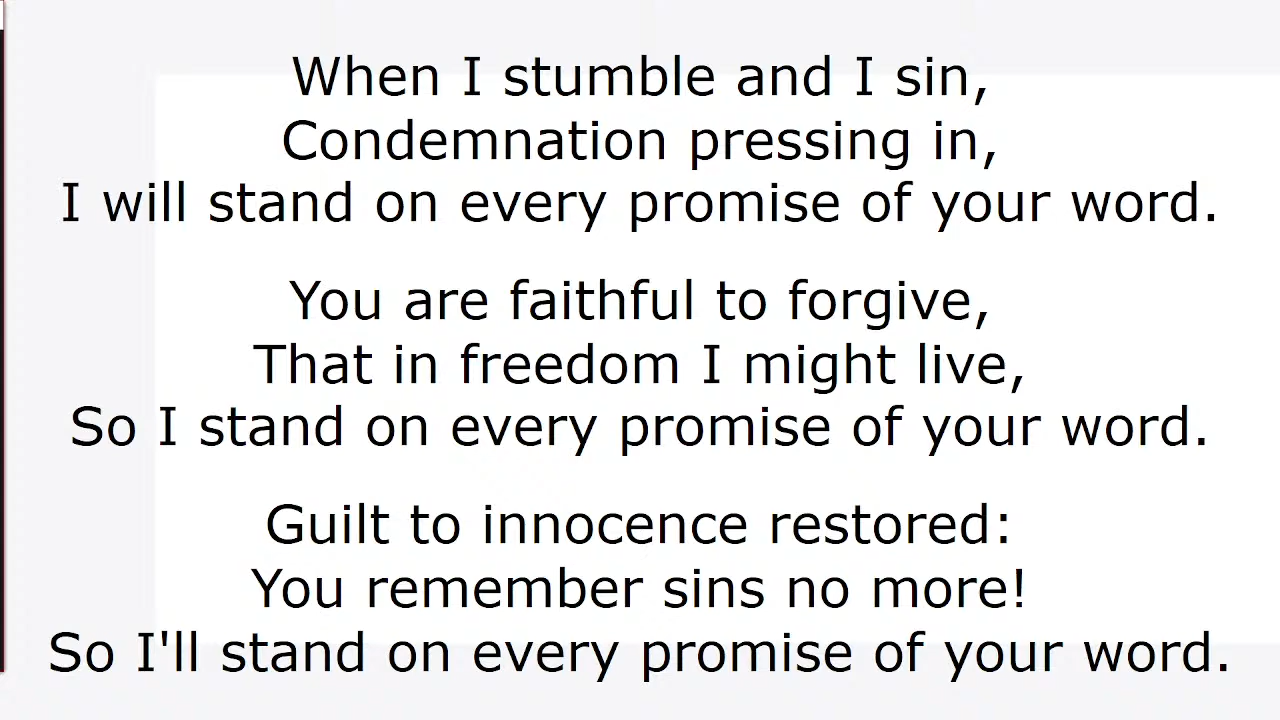 When I stumble and I sin,
Condemnation pressing in,
I will stand on every promise of your word.
You are faithful to forgive,
That in freedom I might live,
So I stand on every promise of your word.
Guilt to innocence restored:
You remember sins no more!
So I'll stand on every promise of your word.